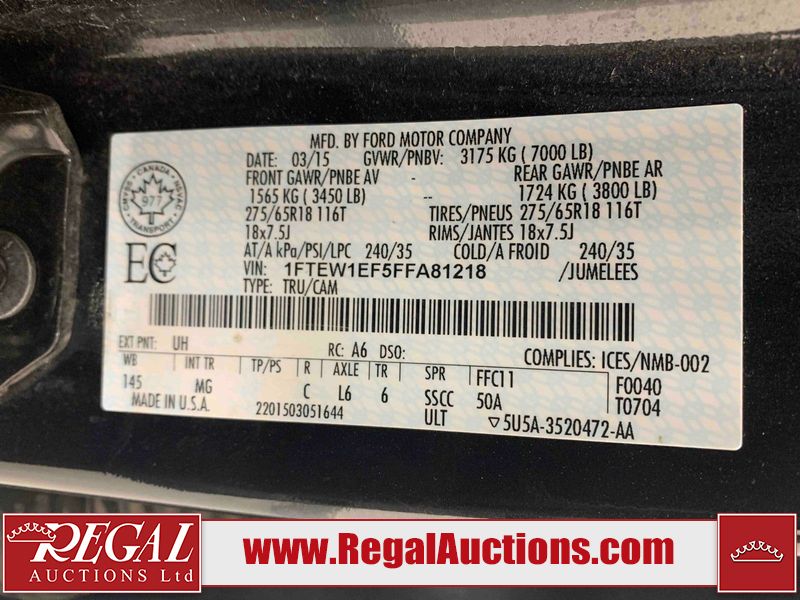 MFD. BY FORD MOTOR COMPANY
DATE: 03/15 GVWR/PNBV: 3175 KG ( 7000 LB)
FRONT GAWR/PNBE AV - REAR GAWR/PNBE AR
1565 KG ( 3450 LB) -- 1724 KG ( 3800 LB)
275/65R18 116T TIRES/PNEUS 275/65R18 116T
18x7.5J RIMS/JANTES 18x7.5J
AT/A kPa/PSI/LPC 240/35 COLD/A FROID 240/35
VIN: 1FTEW1EF5FFA81218 /JUMELEES
TYPE: TRU/CAM
CANADA
CMVSS NSVAC
977
TRANSPORT
EC
EXT PNT: UH RC: A6 DSO: COMPLIES: ICES/NMB-002
WB INT TR TP/PS R AXLE TR SPR FFC11 F0040
145 MG C L6 6 SSCC 50A T0704
MADE IN U.S.A. 2201503051644 ULT ▽5U5A-3520472-AA
REGAL
AUCTIONS Ltd
www.RegalAuctions.com